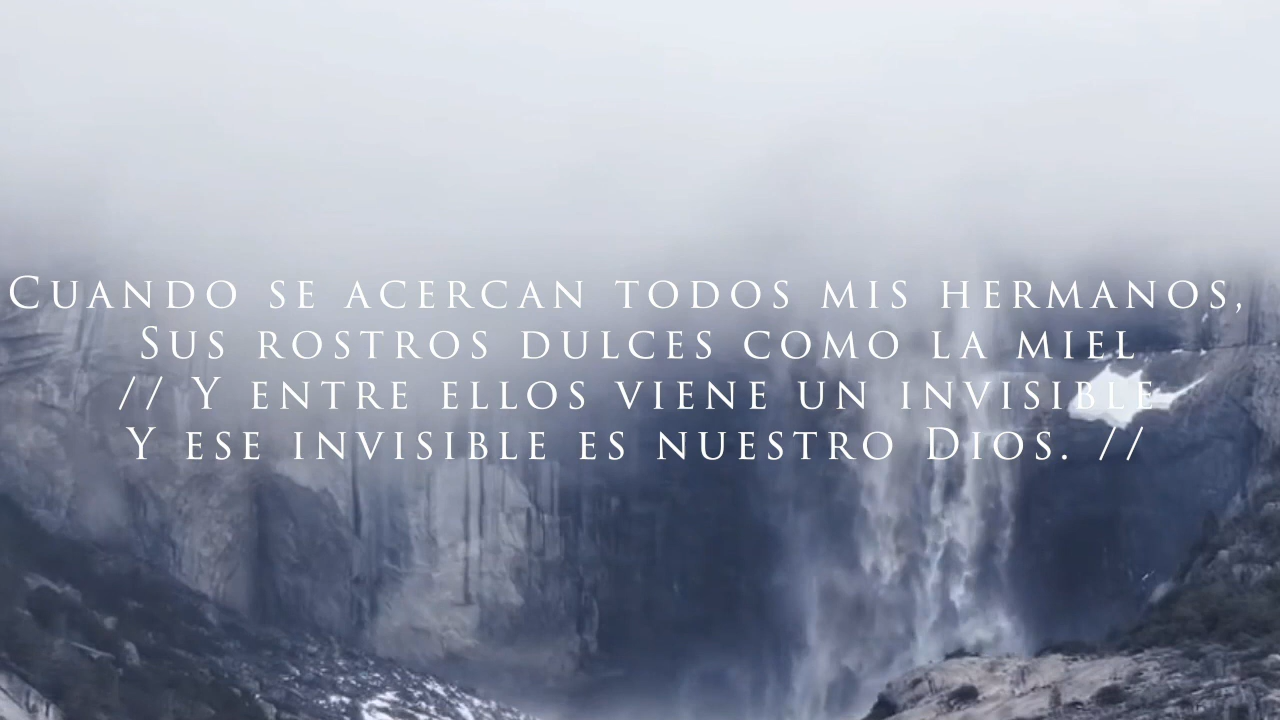 Cuando se acercan todos mis hermanos,
Sus rostros dulces como la miel
// Y entre ellos viene un invisible
Y ese invisible es nuestro Dios. //